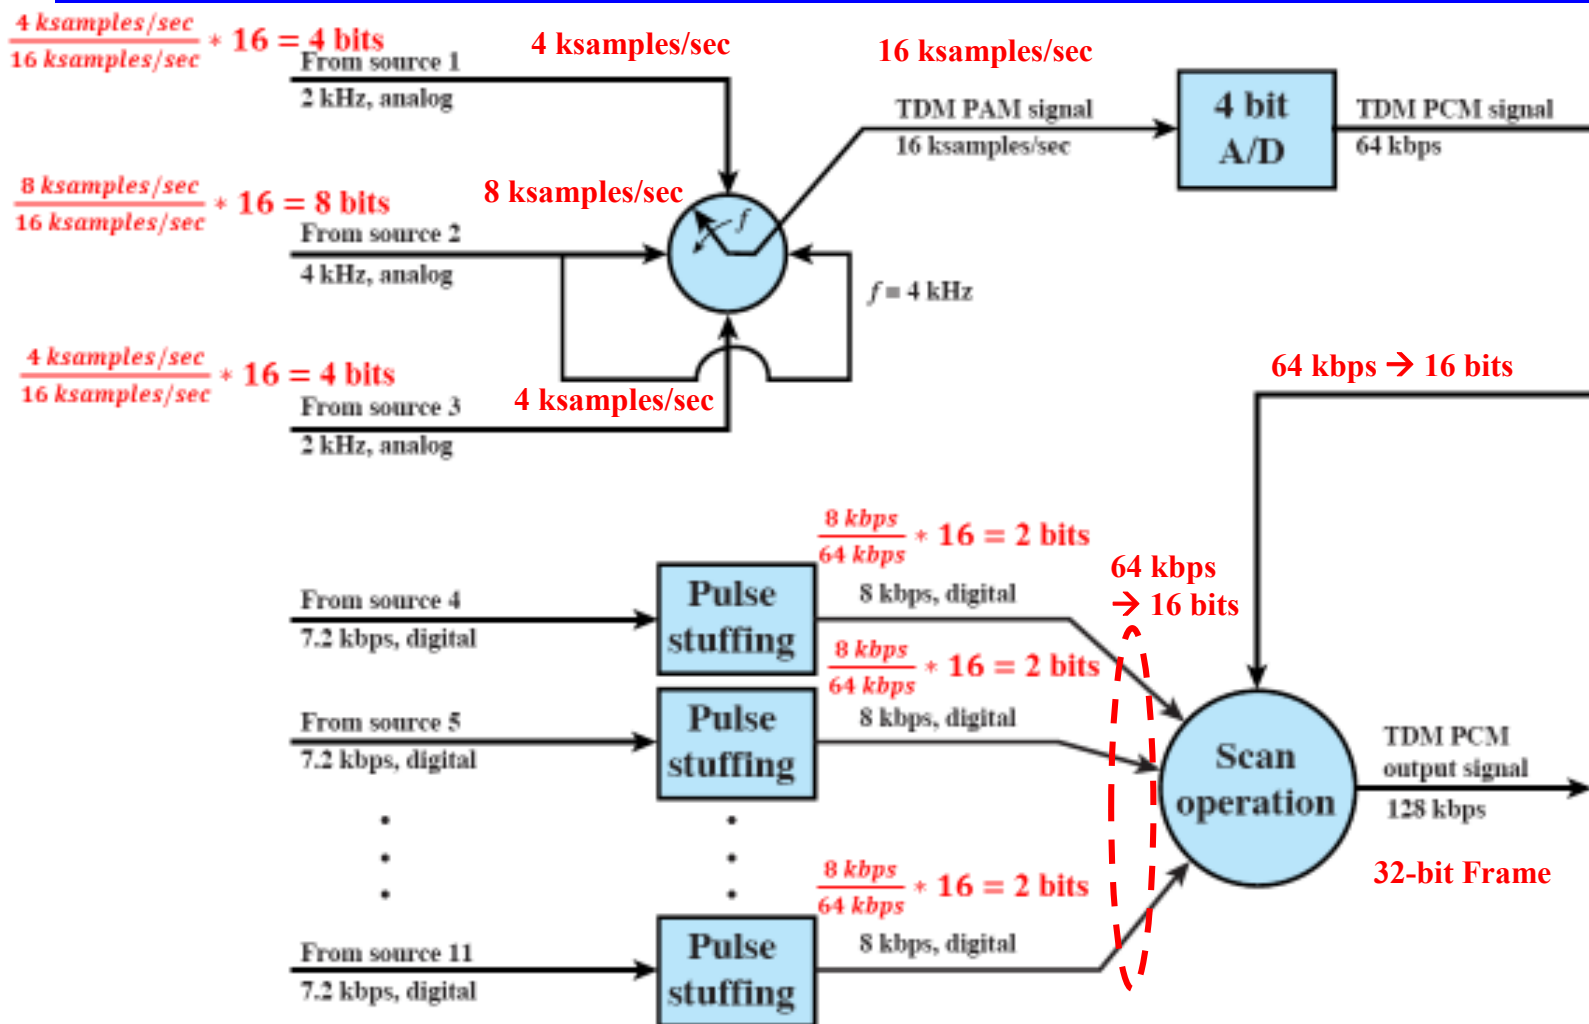 4 ksamples/sec
16 ksamples/sec * 16 = 4 bits
From source 1
2 kHz, analog
4 ksamples/sec
16 ksamples/sec
TDM PAM signal
16 ksamples/sec
4 bit
A/D
TDM PCM signal
64 kbps
8 ksamples/sec
16 ksamples/sec * 16 = 8 bits
From source 2
4 kHz, analog
8 ksamples/sec
f
f = 4 kHz
4 ksamples/sec
16 ksamples/sec * 16 = 4 bits
From source 3
2 kHz, analog
4 ksamples/sec
64 kbps → 16 bits
8 kbps
64 kbps * 16 = 2 bits
From source 4
7.2 kbps, digital
Pulse
stuffing
8 kbps, digital
64 kbps
→ 16 bits
8 kbps
64 kbps * 16 = 2 bits
From source 5
7.2 kbps, digital
Pulse
stuffing
8 kbps, digital
Scan
operation
TDM PCM
output signal
128 kbps
32-bit Frame
8 kbps
64 kbps * 16 = 2 bits
From source 11
7.2 kbps, digital
Pulse
stuffing
8 kbps, digital